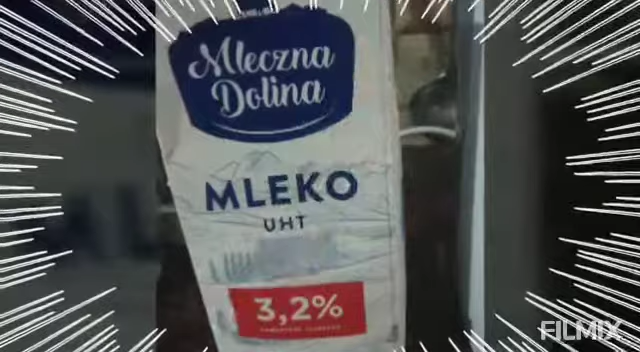 Mleczna
Dolina
MLEKO
UHT
3,2%
FILMIX